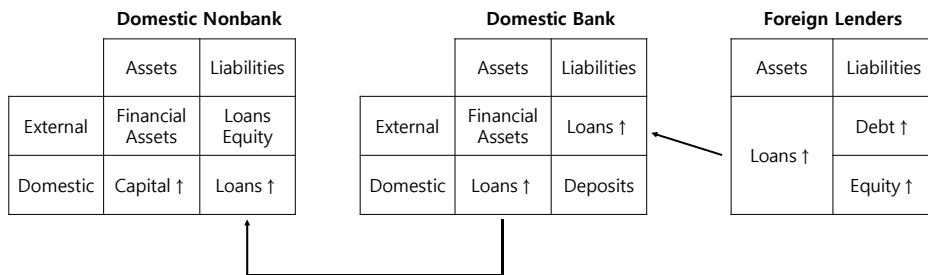 Domestic Nonbank
Domestic Bank
Foreign Lenders
Assets
Liabilities
Assets
Liabilities
Assets
Liabilities
External
Financial
Assets
Loans
Equity
External
Financial
Assets
Loans ↑
Loans ↑
Debt ↑
Domestic
Capital ↑
Loans ↑
Domestic
Loans ↑
Deposits
Equity ↑